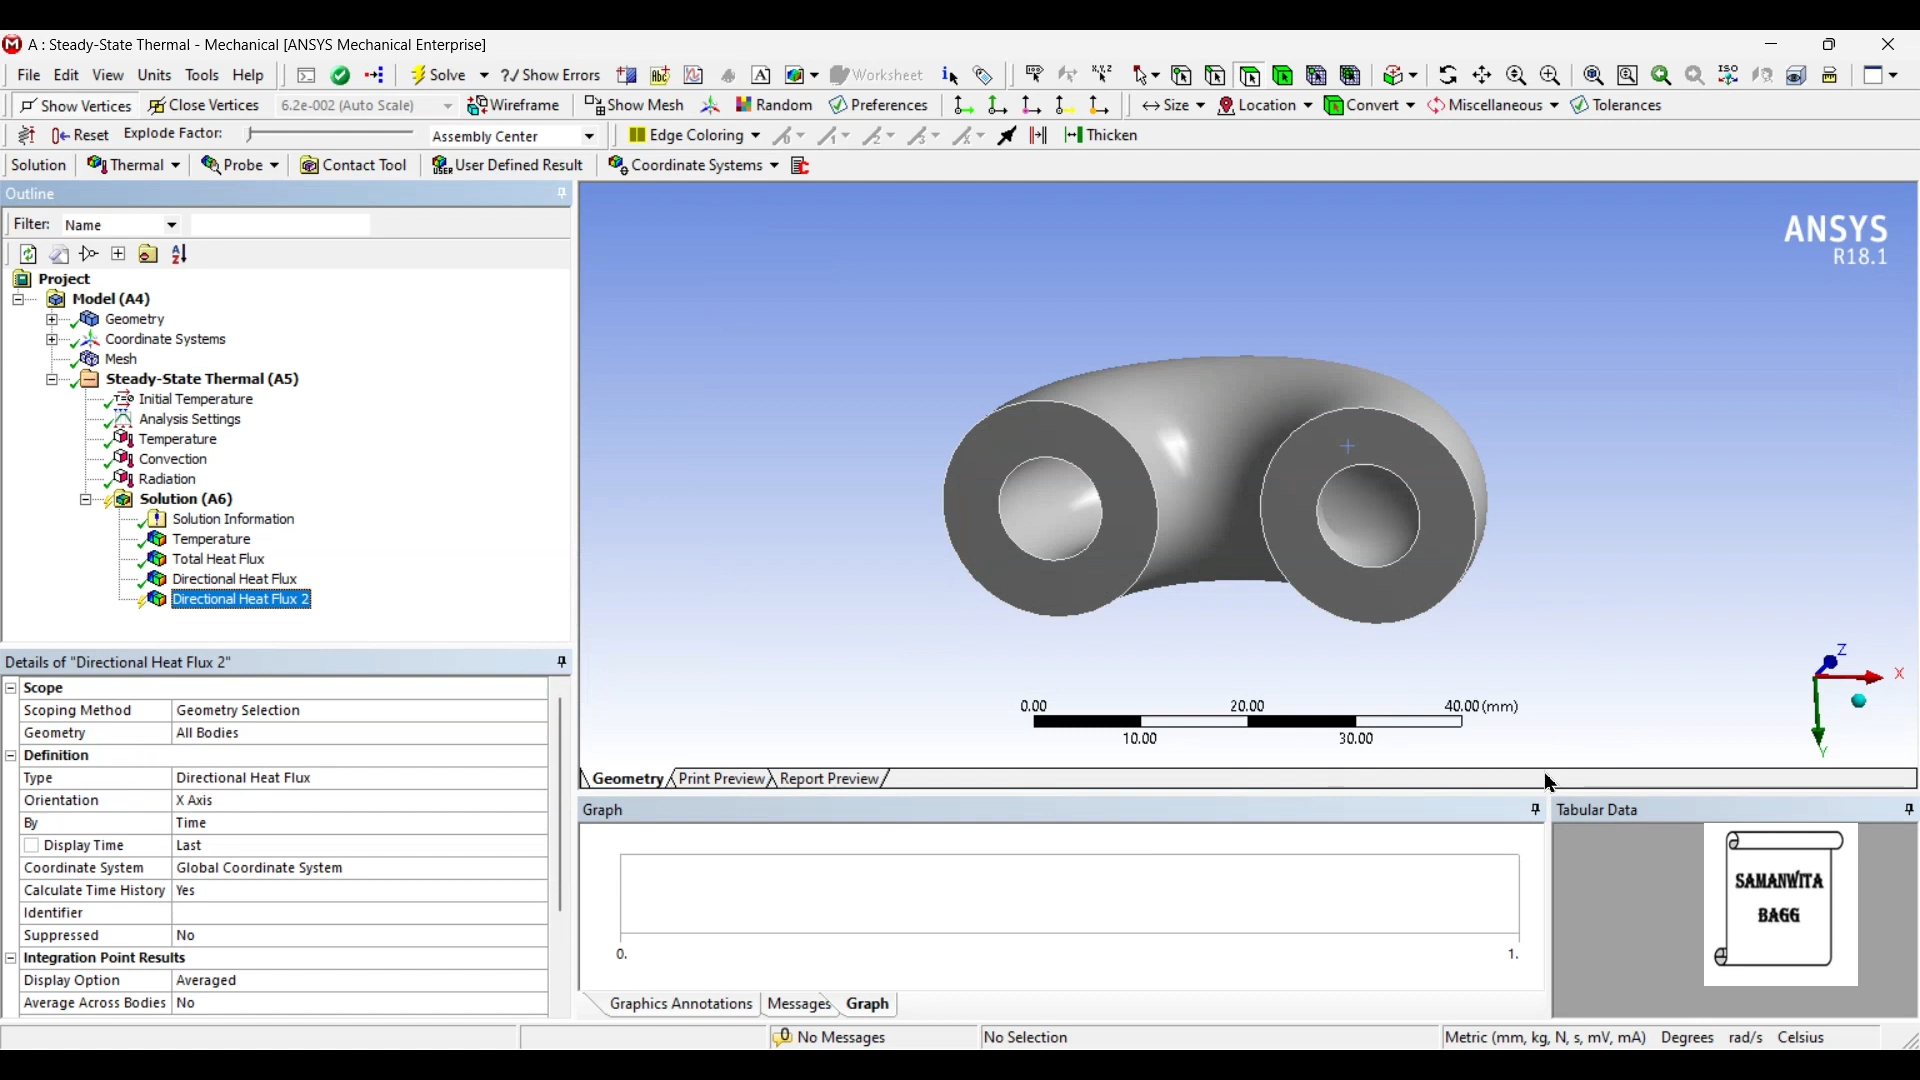 A : Steady-State Thermal - Mechanical [ANSYS Mechanical Enterprise]
File Edit View Units Tools Help Solve ?/ Show Errors Worksheet
Show Vertices Close Vertices 6.2e-002 (Auto Scale) Wireframe Show Mesh Random Preferences Size Location Convert Miscellaneous Tolerances
Reset Explode Factor: Assembly Center Edge Coloring Thicken
Solution Thermal Probe Contact Tool User Defined Result Coordinate Systems
Outline
Filter: Name
Project
Model (A4)
Geometry
Coordinate Systems
Mesh
Steady-State Thermal (A5)
Initial Temperature
Analysis Settings
Temperature
Convection
Radiation
Solution (A6)
Solution Information
Temperature
Total Heat Flux
Directional Heat Flux
Directional Heat Flux 2
Details of "Directional Heat Flux 2"
Scope
Scoping Method Geometry Selection
Geometry All Bodies
Definition
Type Directional Heat Flux
Orientation X Axis
By Time
Display Time Last
Coordinate System Global Coordinate System
Calculate Time History Yes
Identifier
Suppressed No
Integration Point Results
Display Option Averaged
Average Across Bodies No
ANSYS
R18.1
Z
X
Y
0.00 20.00 40.00 (mm)
10.00 30.00
Geometry Print Preview Report Preview
Graph
0. 1.
Graphics Annotations Messages Graph
Tabular Data
SAMANWITA
BAGG
No Messages No Selection Metric (mm, kg, N, s, mV, mA) Degrees rad/s Celsius